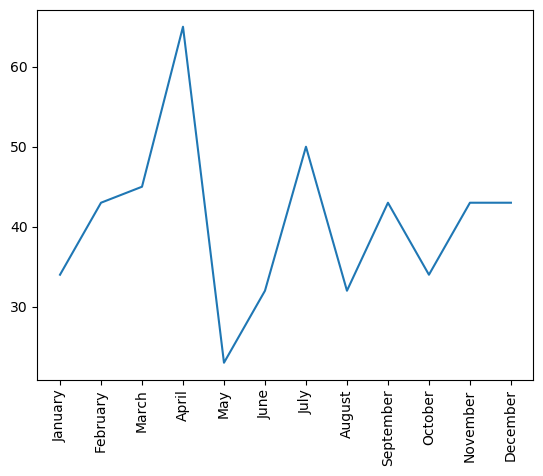 60
50
40
30
January
February
March
April
May
June
July
August
September
October
November
December